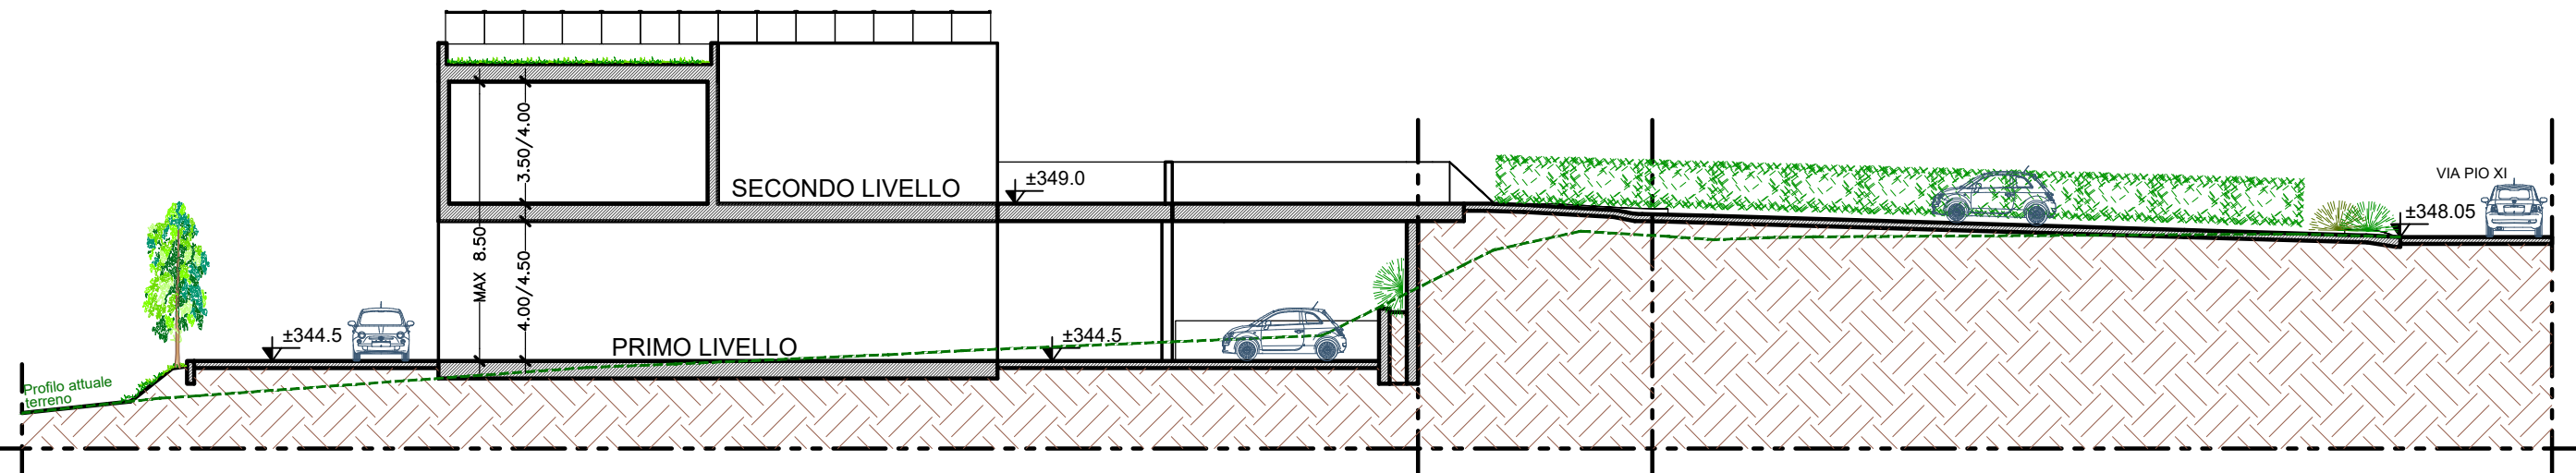 3.50/4.00
SECONDO LIVELLO
±349.0
VIA PIO XI
±348.05
MAX 8.50
4.00/4.50
±344.5
PRIMO LIVELLO
±344.5
Profilo attuale
terreno